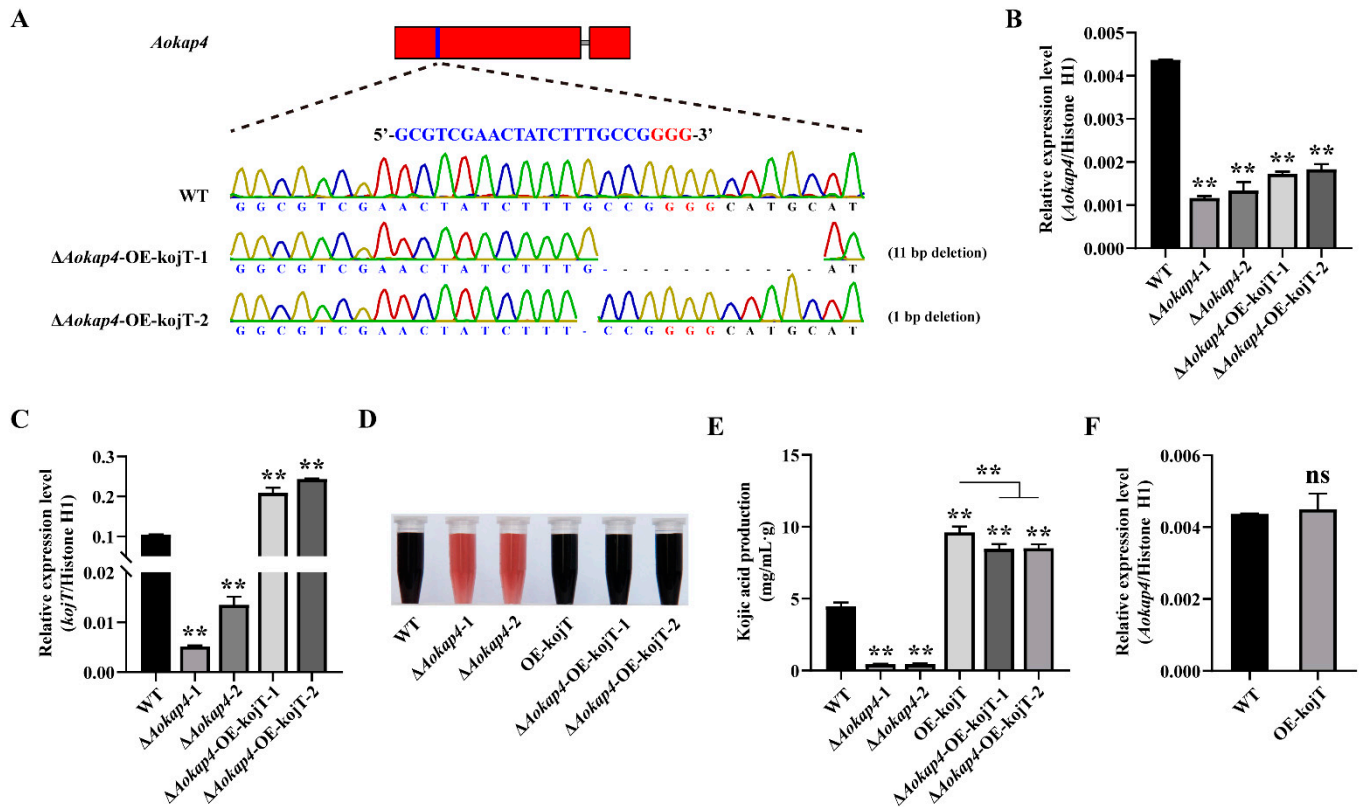 A
Aokap4
5'-GCGTCGAACTATCTTTGCCGGGG-3'
WT
G G C G T C G A A C T A T C T T T G C C G G G G C A T G C A T
ΔAokap4-OE-kojT-1
G G C G T C G A A C T A T C T T T G - - - - - - - - - - - A T
(11 bp deletion)
ΔAokap4-OE-kojT-2
G G C G T C G A A C T A T C T T T - C C G G G G C A T G C A T
(1 bp deletion)
B
Relative expression level
(Aokap4/Histone H1)
0.005
0.004
0.003
0.002
0.001
0.000
** ** ** **
WT
ΔAokap4-1
ΔAokap4-2
ΔAokap4-OE-kojT-1
ΔAokap4-OE-kojT-2
C
Relative expression level
(kojT/Histone H1)
0.3
0.2
0.1
0.02
0.01
0.00
** ** ** **
WT
ΔAokap4-1
ΔAokap4-2
ΔAokap4-OE-kojT-1
ΔAokap4-OE-kojT-2
D
WT
ΔAokap4-1
ΔAokap4-2
OE-kojT
ΔAokap4-OE-kojT-1
ΔAokap4-OE-kojT-2
E
Kojic acid production
(mg/mL·g)
15
10
5
0
**
** ** ** ** **
WT
ΔAokap4-1
ΔAokap4-2
OE-kojT
ΔAokap4-OE-kojT-1
ΔAokap4-OE-kojT-2
F
Relative expression level
(Aokap4/Histone H1)
0.006
0.004
0.002
0.000
ns
WT
OE-kojT